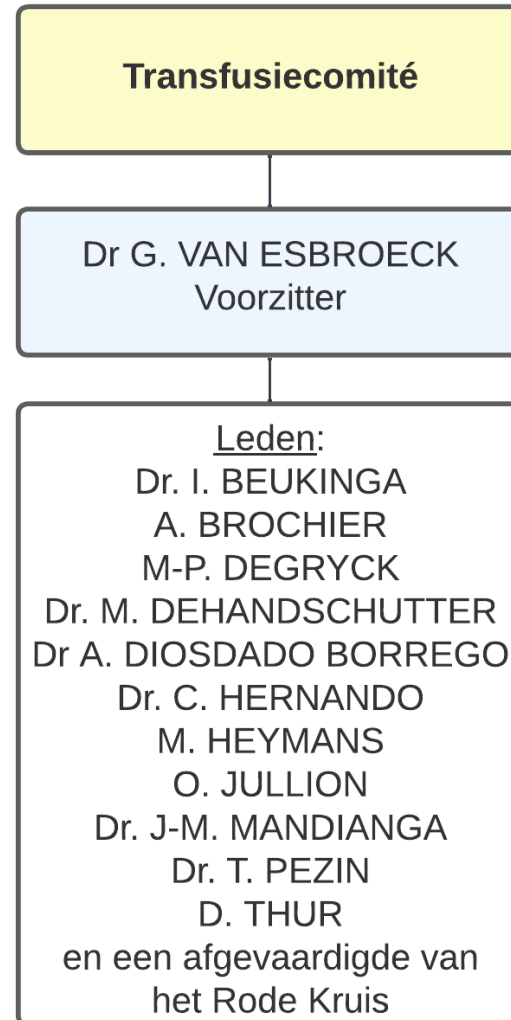 Transfusiecomité
Dr G. VAN ESBROECK
Voorzitter
Leden:
Dr. I. BEUKINGA
A. BROCHIER
M-P. DEGRYCK
Dr. M. DEHANDSCHUTTER
Dr A. DIOSDADO BORREGO
Dr. C. HERNANDO
M. HEYMANS
O. JULLION
Dr. J-M. MANDIANGA
Dr. T. PEZIN
D. THUR
en een afgevaardigde van
het Rode Kruis